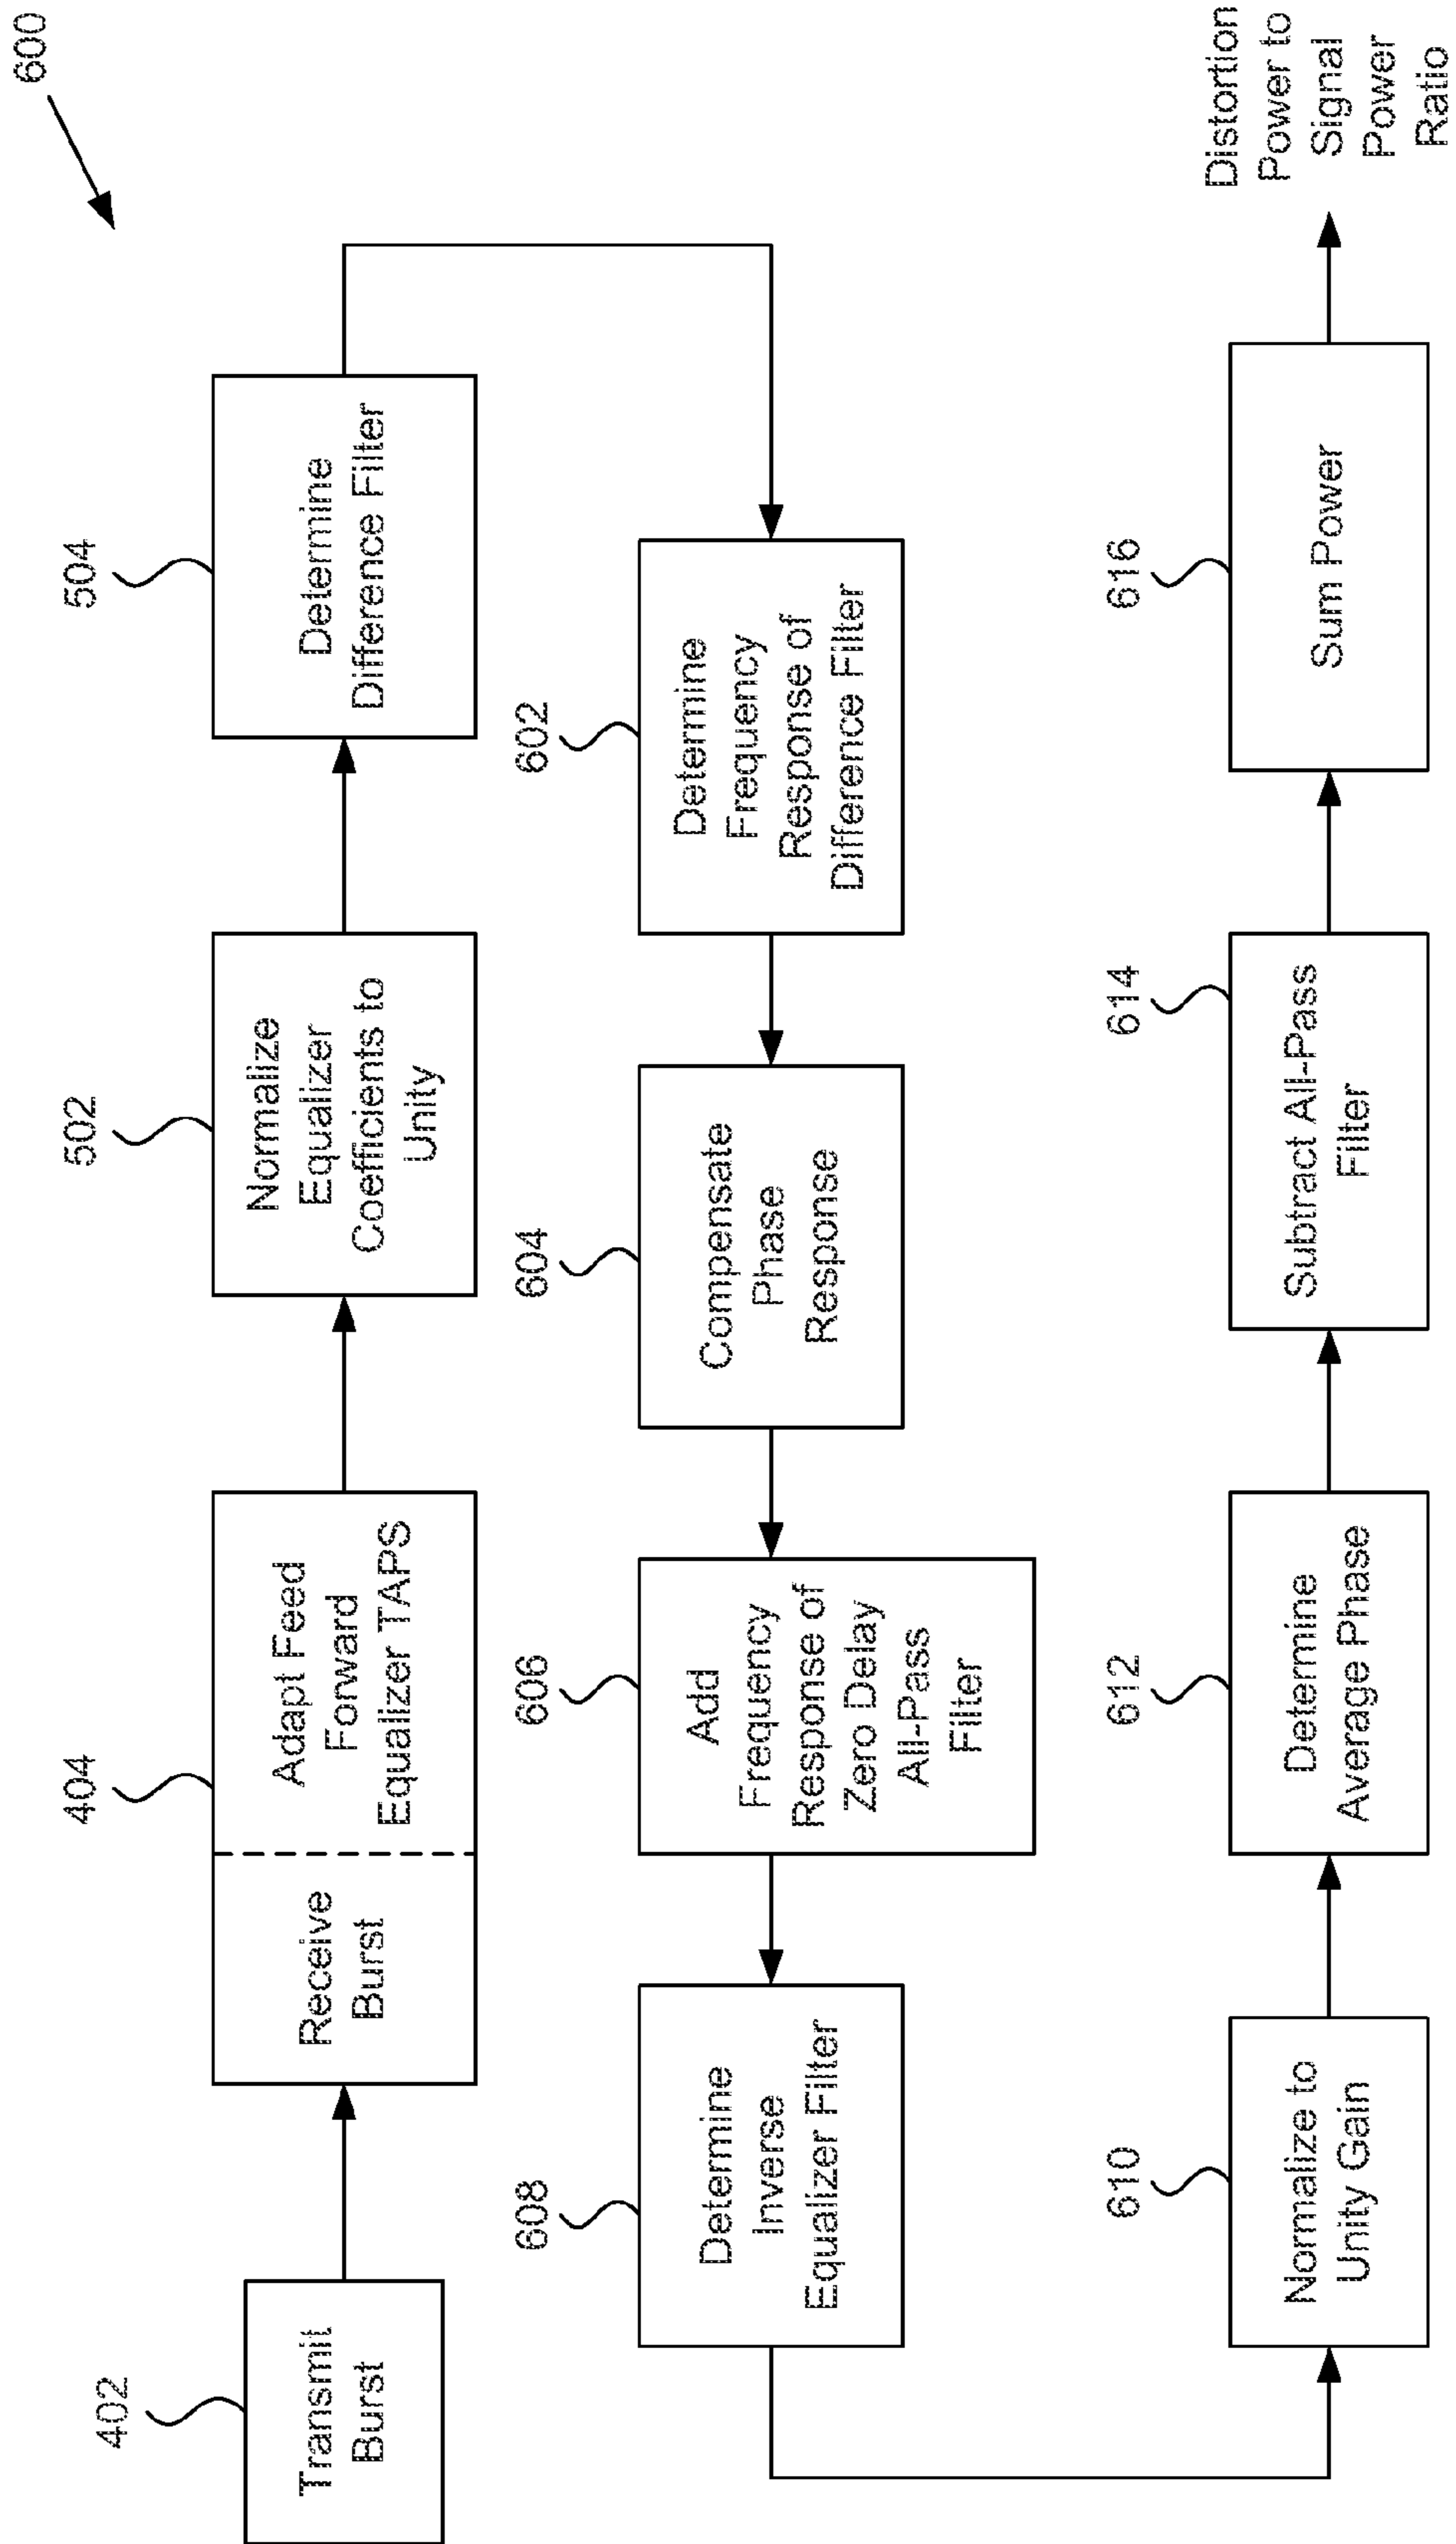 600
402
Transmit
Burst
404
Receive
Burst
Adapt Feed
Forward
Equalizer TAPS
502
Normalize
Equalizer
Coefficients to
Unity
504
Determine
Difference Filter
602
Determine
Frequency
Response of
Difference Filter
604
Compensate
Phase
Response
606
Add
Frequency
Response of
Zero Delay
All-Pass
Filter
608
Determine
Inverse
Equalizer Filter
610
Normalize to
Unity Gain
612
Determine
Average Phase
614
Subtract All-Pass
Filter
616
Sum Power
Distortion
Power to
Signal
Power
Ratio